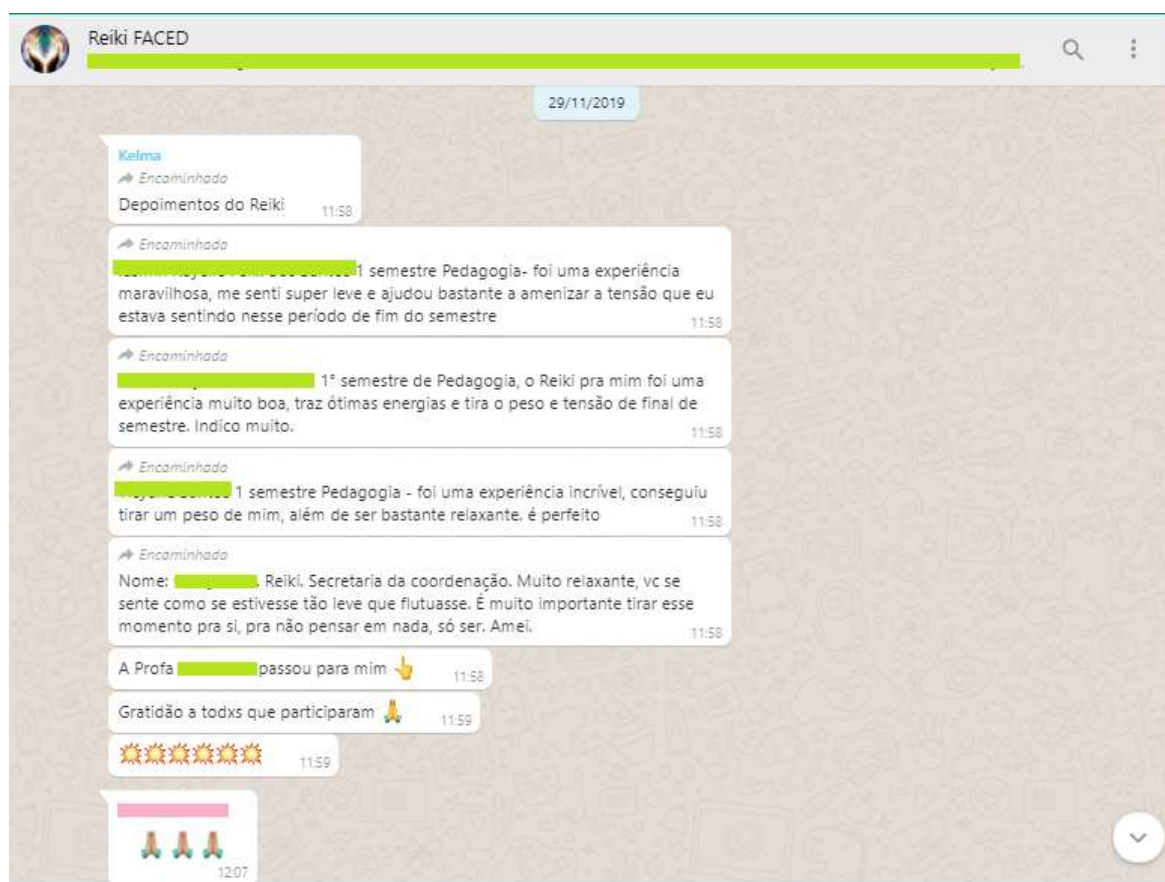 Reiki FACED
29/11/2019
Kelma
Encaminhada
Depoimentos do Reiki 11:58
Encaminhada
1 semestre Pedagogia- foi uma experiência
maravilhosa, me senti super leve e ajudou bastante a amenizar a tensão que eu
estava sentindo nesse período de fim do semestre 11:58
Encaminhada
1° semestre de Pedagogia, o Reiki pra mim foi uma
experiência muito boa, traz ótimas energias e tira o peso e tensão de final de
semestre. Indico muito. 11:58
Encaminhada
1 semestre Pedagogia - foi uma experiência incrível, conseguiu
tirar um peso de mim, além de ser bastante relaxante, é perfeito 11:58
Encaminhada
Nome: . Reiki. Secretaria da coordenação. Muito relaxante, vc se
sente como se estivesse tão leve que flutuasse. É muito importante tirar esse
momento pra si, pra não pensar em nada, só ser. Amei. 11:58
A Profa passou para mim 👆 11:58
Gratidão a todxs que participaram 🙏 11:59
💥💥💥💥💥💥 11:59
🙏🙏🙏
12:07